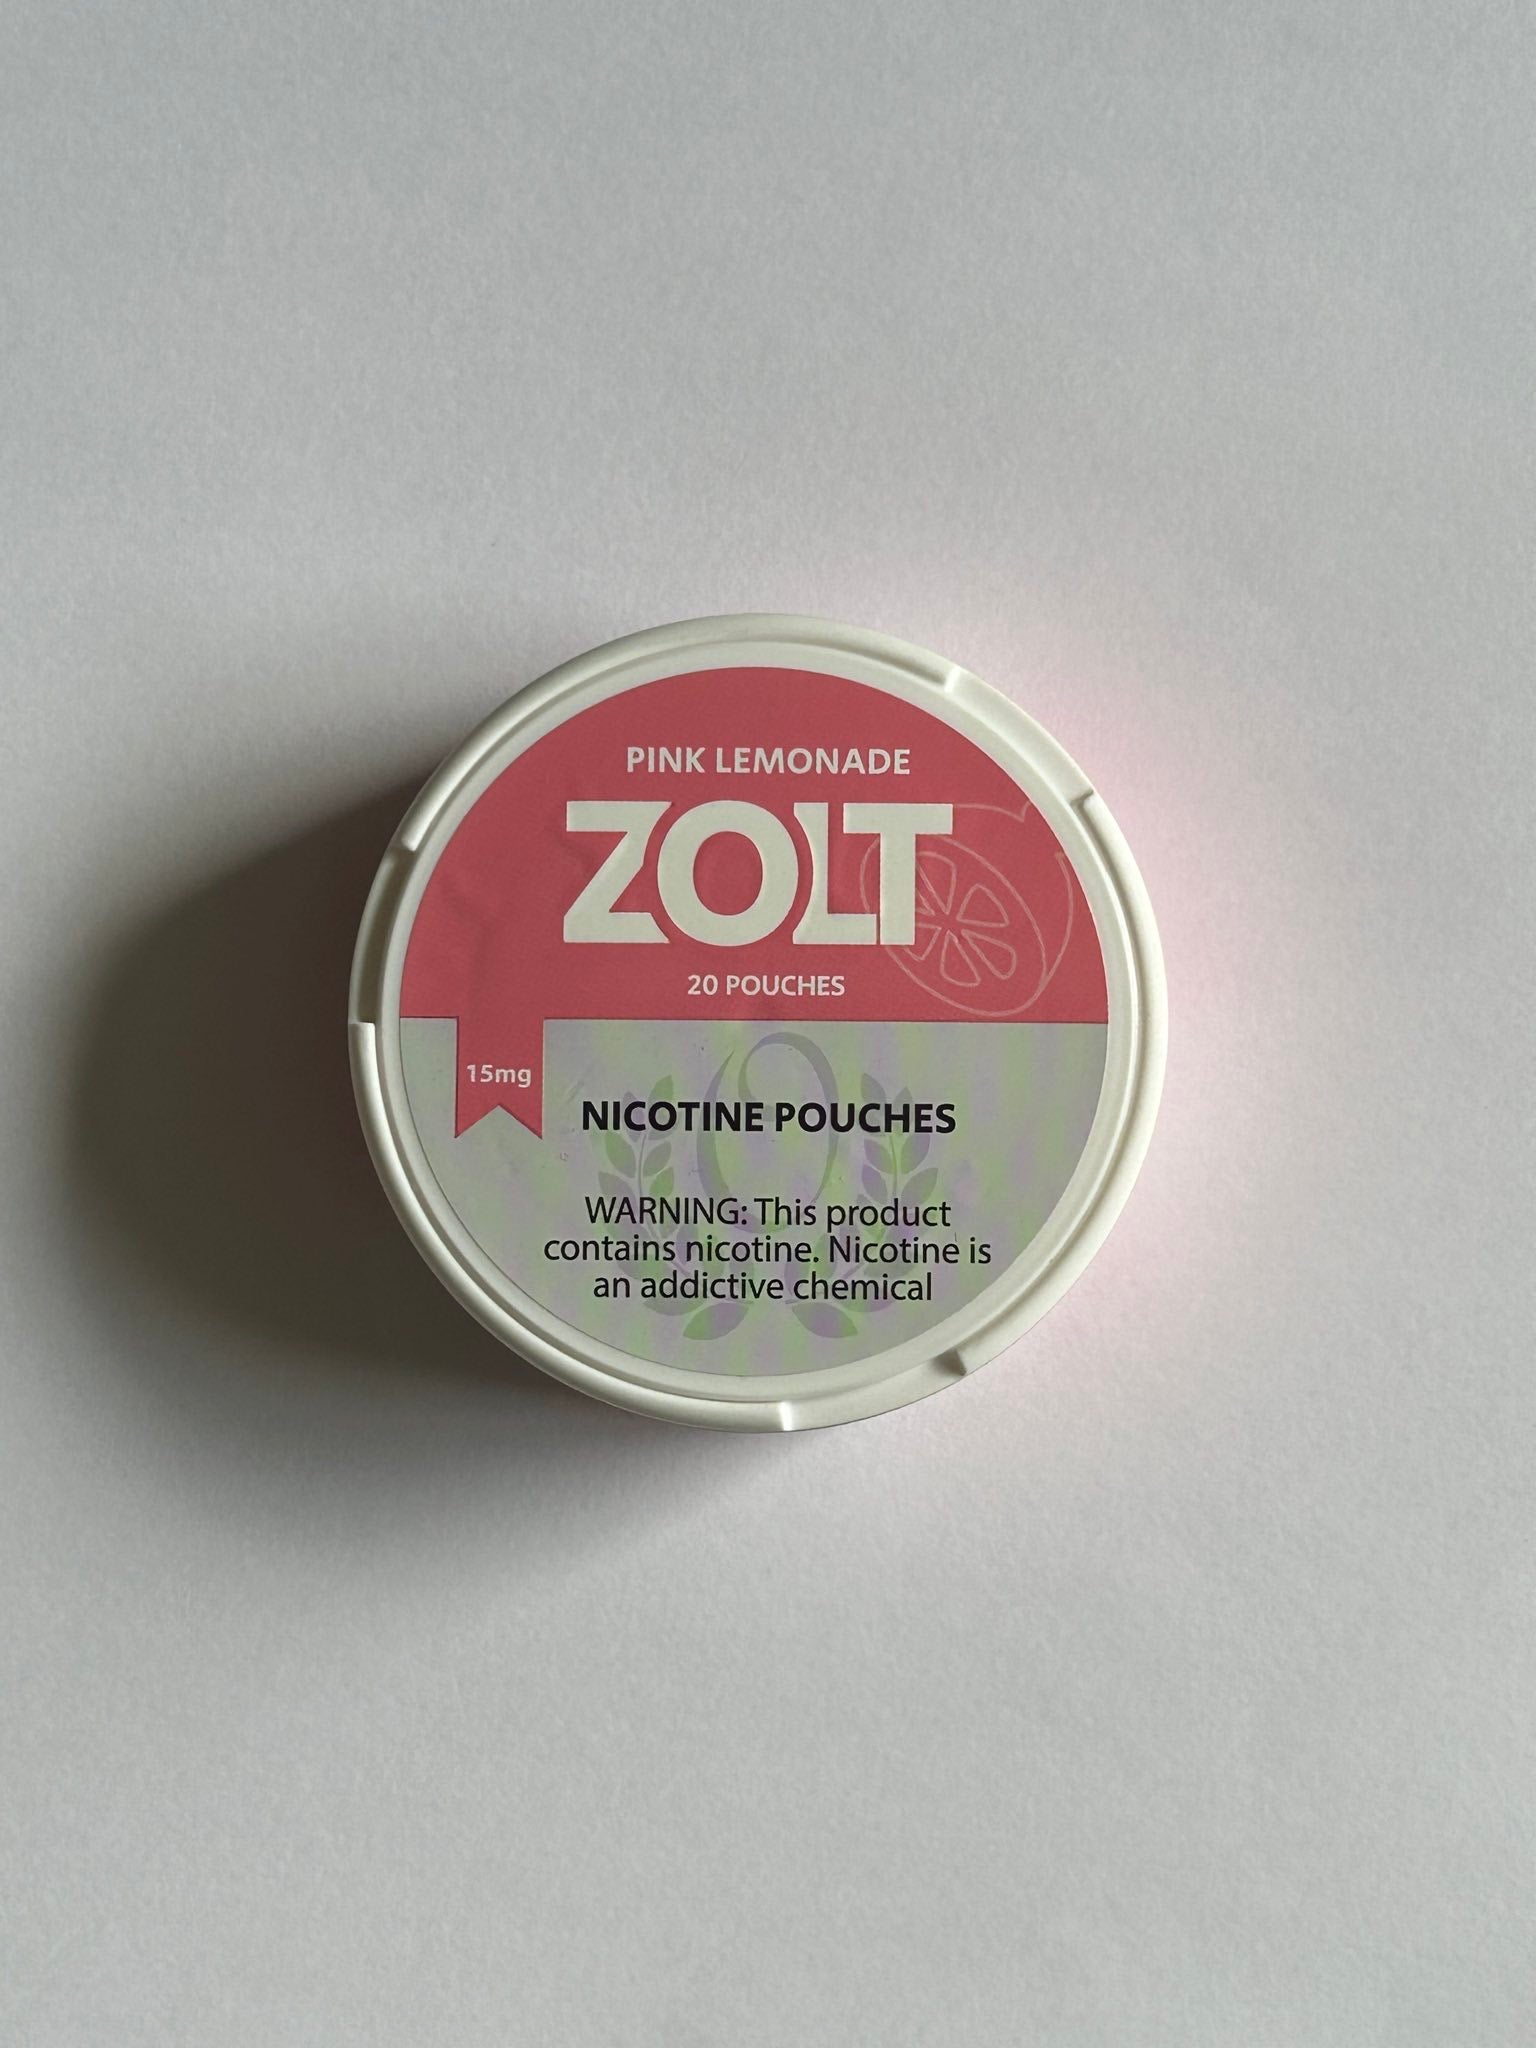 PINK LEMONADE
ZOLT
20 POUCHES
15mg
NICOTINE POUCHES
WARNING: This product
contains nicotine. Nicotine is
an addictive chemical